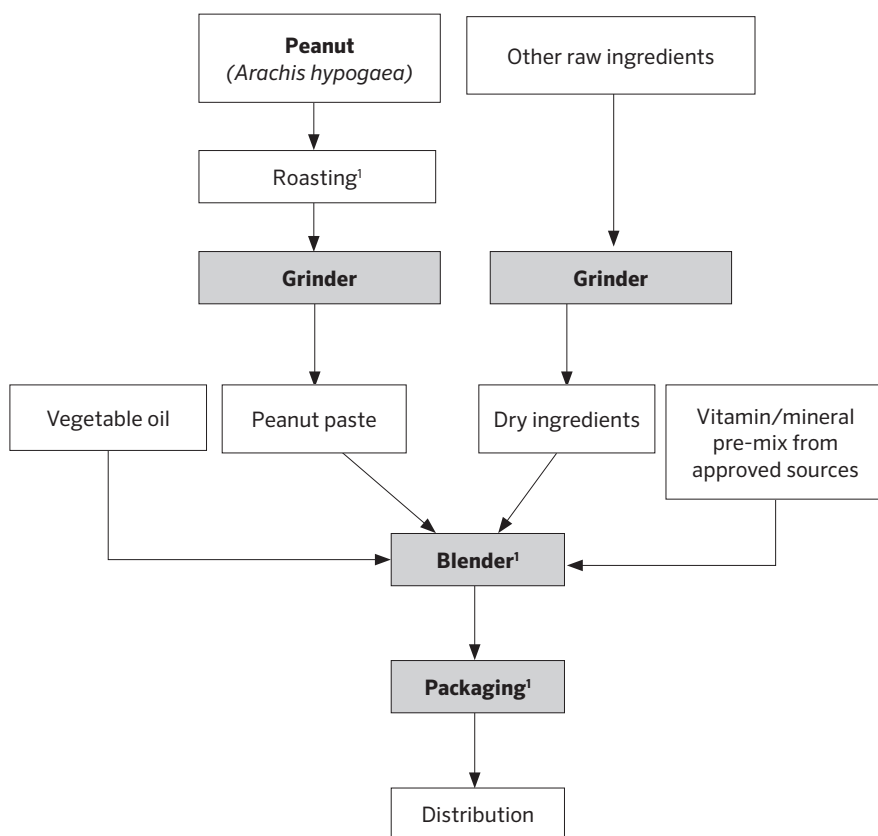 Peanut
(Arachis hypogaea)
Other raw ingredients
Roasting¹
Grinder
Grinder
Vegetable oil
Peanut paste
Dry ingredients
Vitamin/mineral
pre-mix from
approved sources
Blender¹
Packaging¹
Distribution